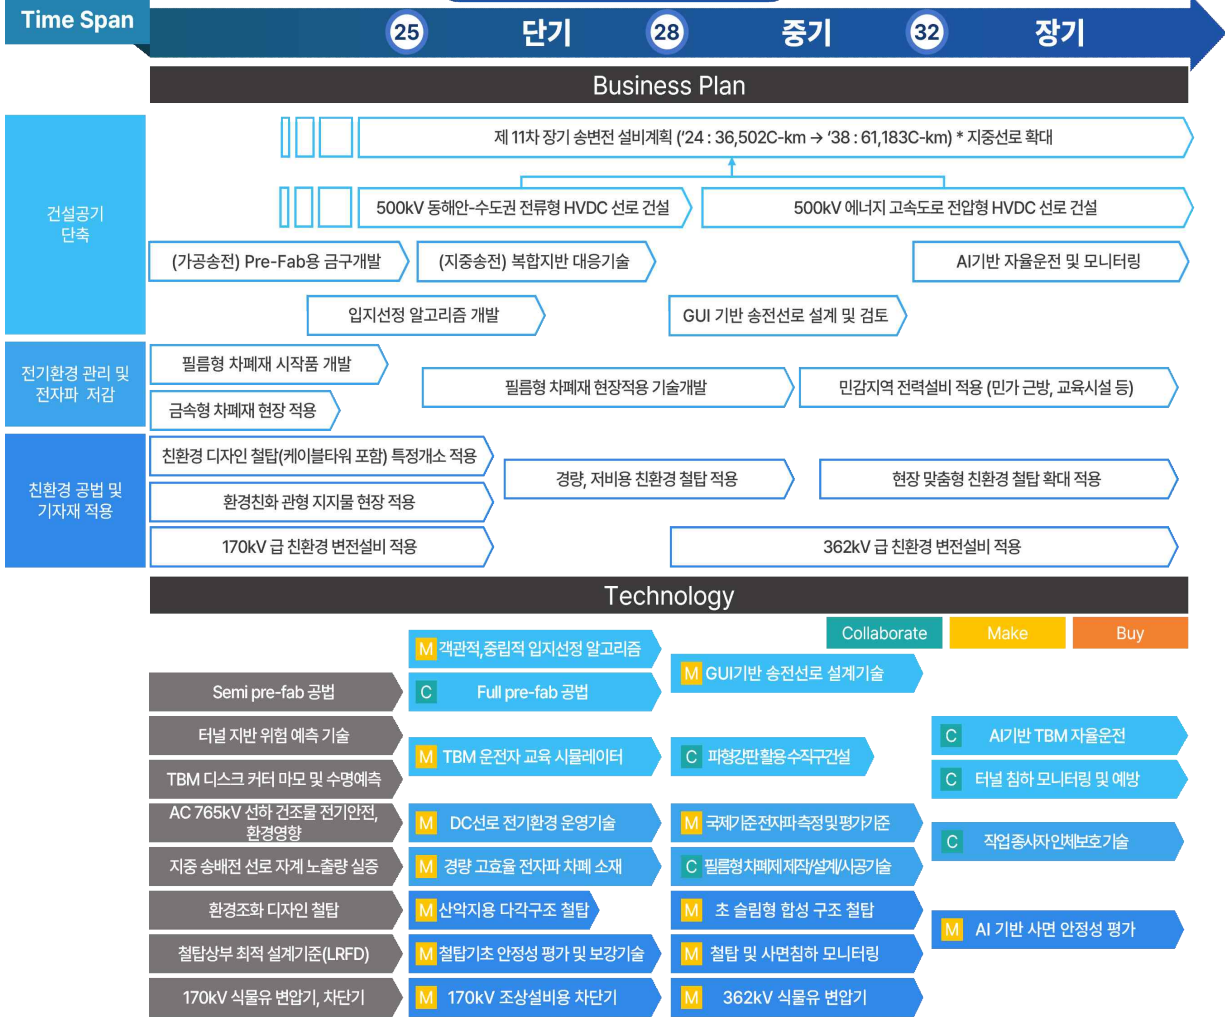 Time Span
25
단기
28
중기
32
장기
Business Plan
건설공기
단축
제 11차 장기 송변전 설비계획 (‘24 : 36,502C-km → ‘38 : 61,183C-km) * 지중선로 확대
500kV 동해안-수도권 전류형 HVDC 선로 건설
500kV 에너지 고속도로 전압형 HVDC 선로 건설
(가공송전) Pre-Fab용 금구개발
(지중송전) 복합지반 대응기술
AI기반 자율운전 및 모니터링
입지선정 알고리즘 개발
GUI 기반 송전선로 설계 및 검토
전기환경 관리 및
전자파 저감
필름형 차폐재 시작품 개발
금속형 차폐재 현장 적용
필름형 차폐재 현장적용 기술개발
민감지역 전력설비 적용 (민가 근방, 교육시설 등)
친환경 공법 및
기자재 적용
친환경 디자인 철탑(케이블타워 포함) 특정개소 적용
환경친화 관형 지지물 현장 적용
170kV 급 친환경 변전설비 적용
경량, 저비용 친환경 철탑 적용
현장 맞춤형 친환경 철탑 확대 적용
362kV 급 친환경 변전설비 적용
Technology
Collaborate
Make
Buy
M 객관적,중립적 입지선정 알고리즘
M GUI기반 송전선로 설계기술
Semi pre-fab 공법
C Full pre-fab 공법
터널 지반 위험 예측 기술
TBM 디스크 커터 마모 및 수명예측
M TBM 운전자 교육 시뮬레이터
C 파형강판 활용 수직구건설
C AI기반 TBM 자율운전
C 터널 침하 모니터링 및 예방
AC 765kV 선하 건조물 전기안전,
환경영향
M DC선로 전기환경 운영기술
M 국제기준 전자파 측정 및 평가기준
C 직업종사자 인체보호 기술
지중 송배전 선로 자계 노출량 실증
M 경량 고효율 전자파 차폐 소재
C 필름형 차폐제 제작/설계/시공기술
환경조화 디자인 철탑
M 산악지용 다각구조 철탑
M 초 슬림형 합성 구조 철탑
M AI 기반 사면 안정성 평가
철탑상부 최적 설계기준(LRFD)
M 철탑기초 안정성 평가 및 보강기술
M 철탑 및 사면침하 모니터링
170kV 식물유 변압기, 차단기
M 170kV 조상설비용 차단기
M 362kV 식물유 변압기